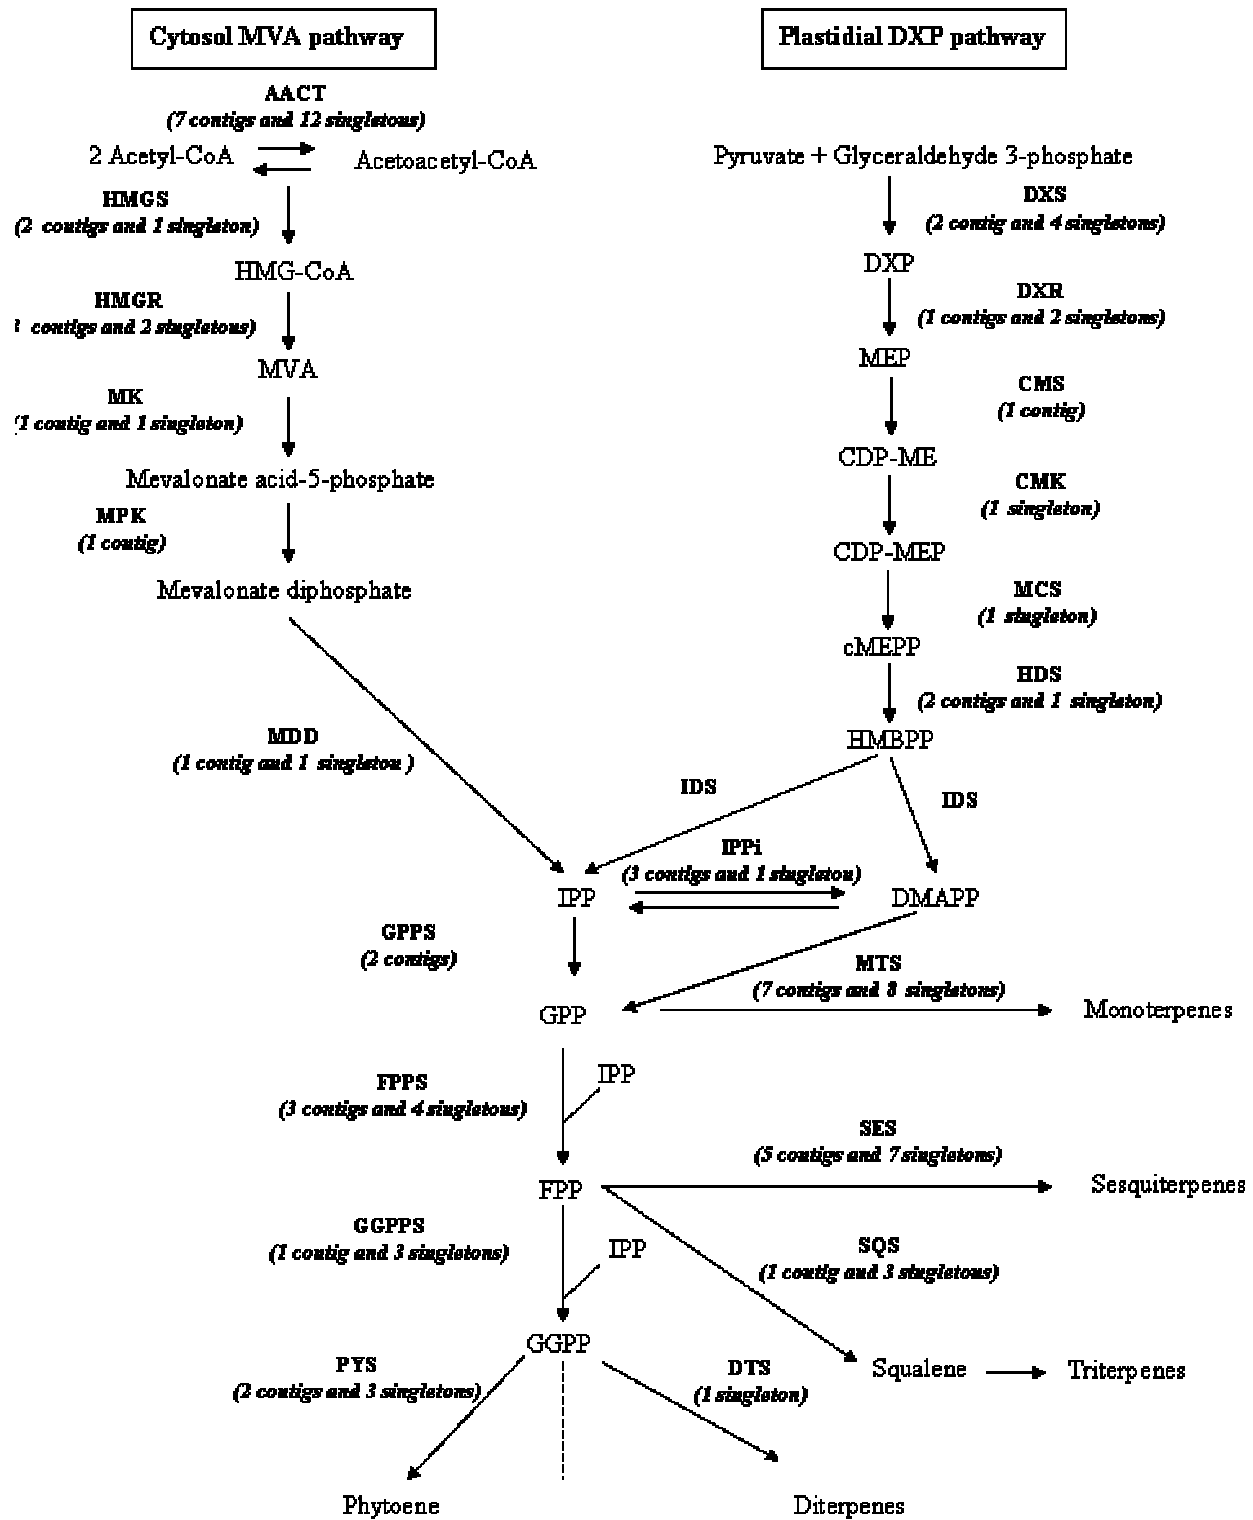 Cytosol MVA pathway
Plastidial DXP pathway
AACT
(7 contigs and 12 singletons)
2 Acetyl-CoA
Acetoacetyl-CoA
Pyruvate + Glyceraldehyde 3-phosphate
HMGS
(2 contigs and 1 singleton)
DXS
(2 contig and 4 singletons)
HMG-CoA
DXP
HMGR
contigs and 2 singletons)
DXR
(1 contigs and 2 singletons)
MVA
MEP
MK
(1 contig and 1 singleton)
CMS
(1 contig)
Mevalonate acid-5-phosphate
CDP-ME
MPK
(1 contig)
CMK
(1 singleton)
CDP-MEP
Mevalonate diphosphate
MCS
(1 singleton)
cMEPP
HDS
(2 contigs and 1 singleton)
MDD
(1 contig and 1 singleton )
HMBPP
IDS
IDS
IPPi
(3 contigs and 1 singleton)
IPP
DMAPP
GPPS
(2 contigs)
MTS
(7 contigs and 8 singletons)
GPP
Monoterpenes
FPPS
(3 contigs and 4 singletons)
IPP
SES
(5 contigs and 7 singletons)
FPP
Sesquiterpenes
GGPPS
(1 contig and 3 singletons)
IPP
SQS
(1 contig and 3 singletons)
GGPP
PYS
(2 contigs and 3 singletons)
DTS
(1 singleton)
Squalene
Triterpenes
Phytoene
Diterpenes